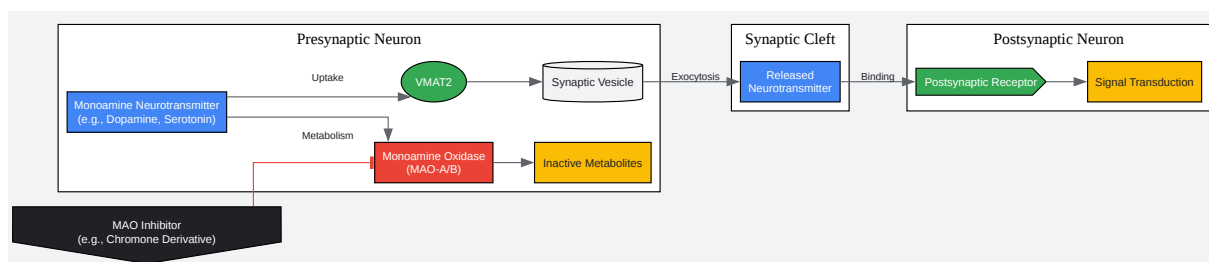 Presynaptic Neuron
Synaptic Cleft
Postsynaptic Neuron
Uptake
VMAT2
Synaptic Vesicle
Exocytosis
Released
Neurotransmitter
Binding
Postsynaptic Receptor
Signal Transduction
Monoamine Neurotransmitter
(e.g., Dopamine, Serotonin)
Metabolism
Monoamine Oxidase
(MAO-A/B)
Inactive Metabolites
MAO Inhibitor
(e.g., Chromone Derivative)